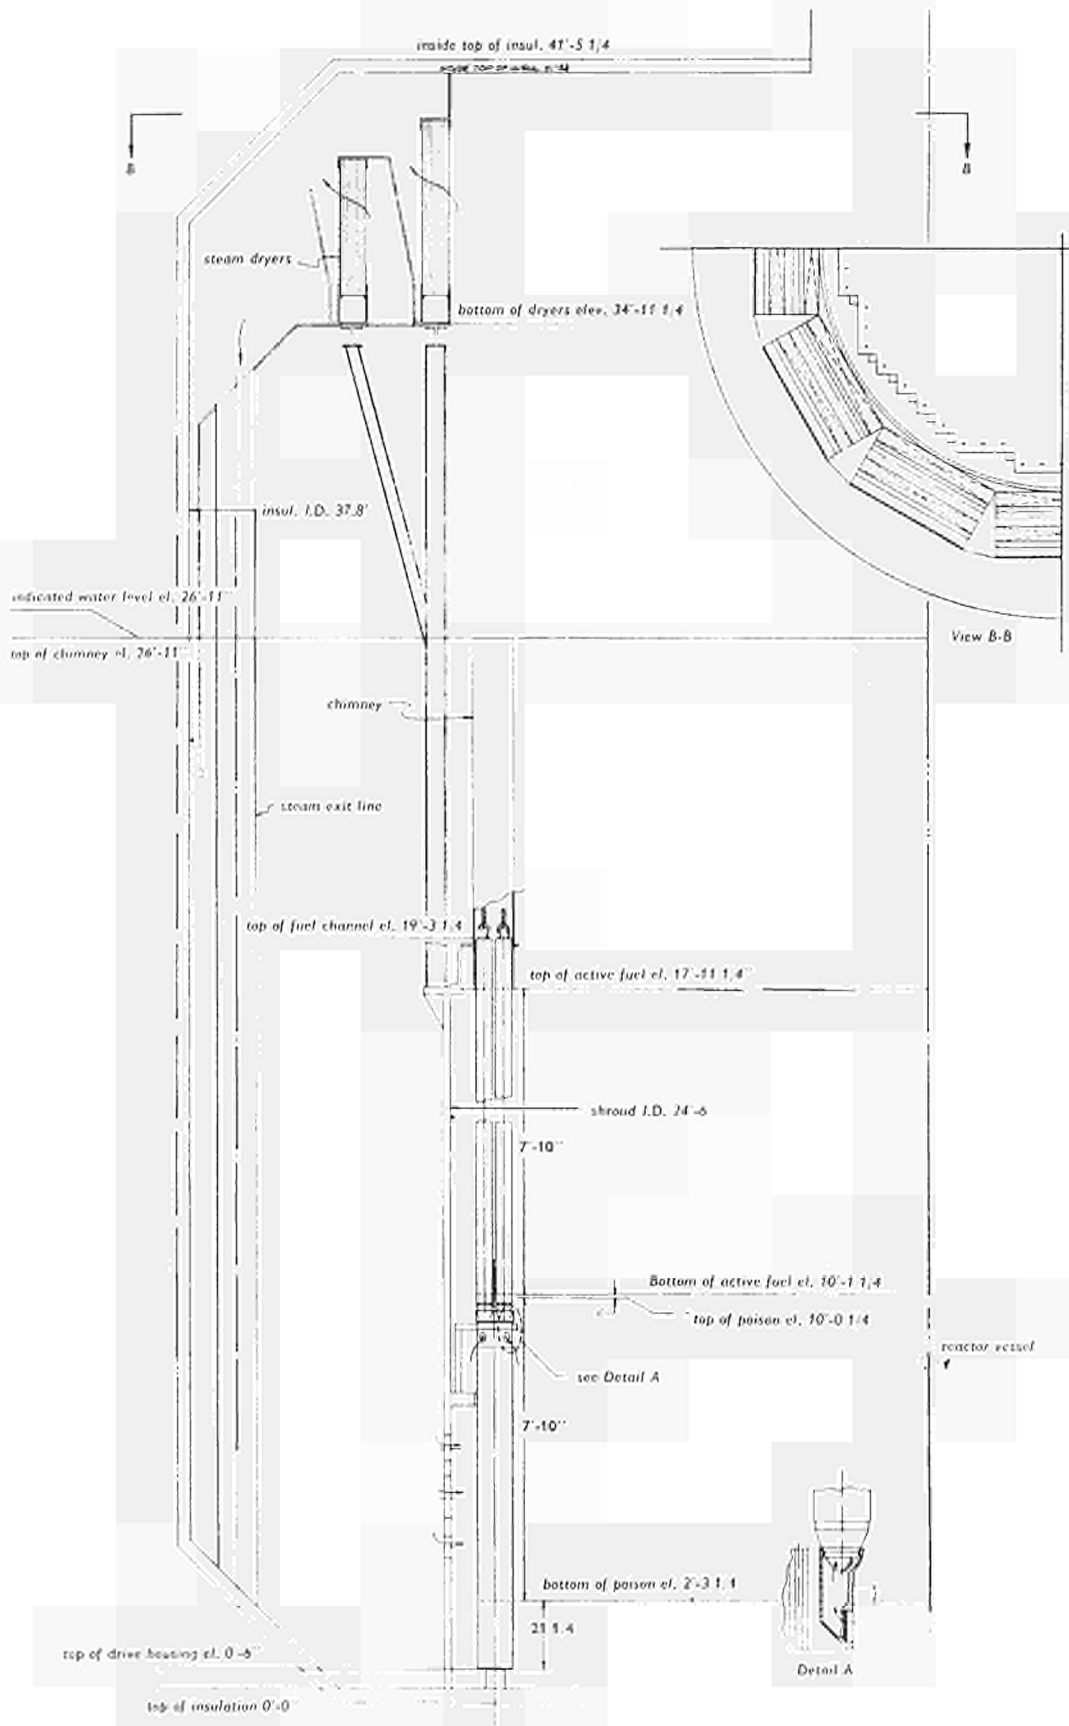 inside top of insul. 41'-5 1/4
B
B
steam dryers
bottom of dryers elev. 34'-11 1/4
insul. I.D. 37.8'
indicated water level el. 26'-11"
View B-B
top of chimney el. 26'-11"
chimney
steam exit line
top of fuel channel el. 19'-3 1/4
top of active fuel el. 17'-11 1/4"
shroud I.D. 24'-6
7'-10"
Bottom of active fuel el. 10'-1 1/4
top of poison el. 10'-0 1/4
reactor vessel
see Detail A
7'-10"
bottom of poison el. 2'-3 1/4
21 1/4
top of drive housing el. 0'-6"
Detail A
top of insulation 0'-0"